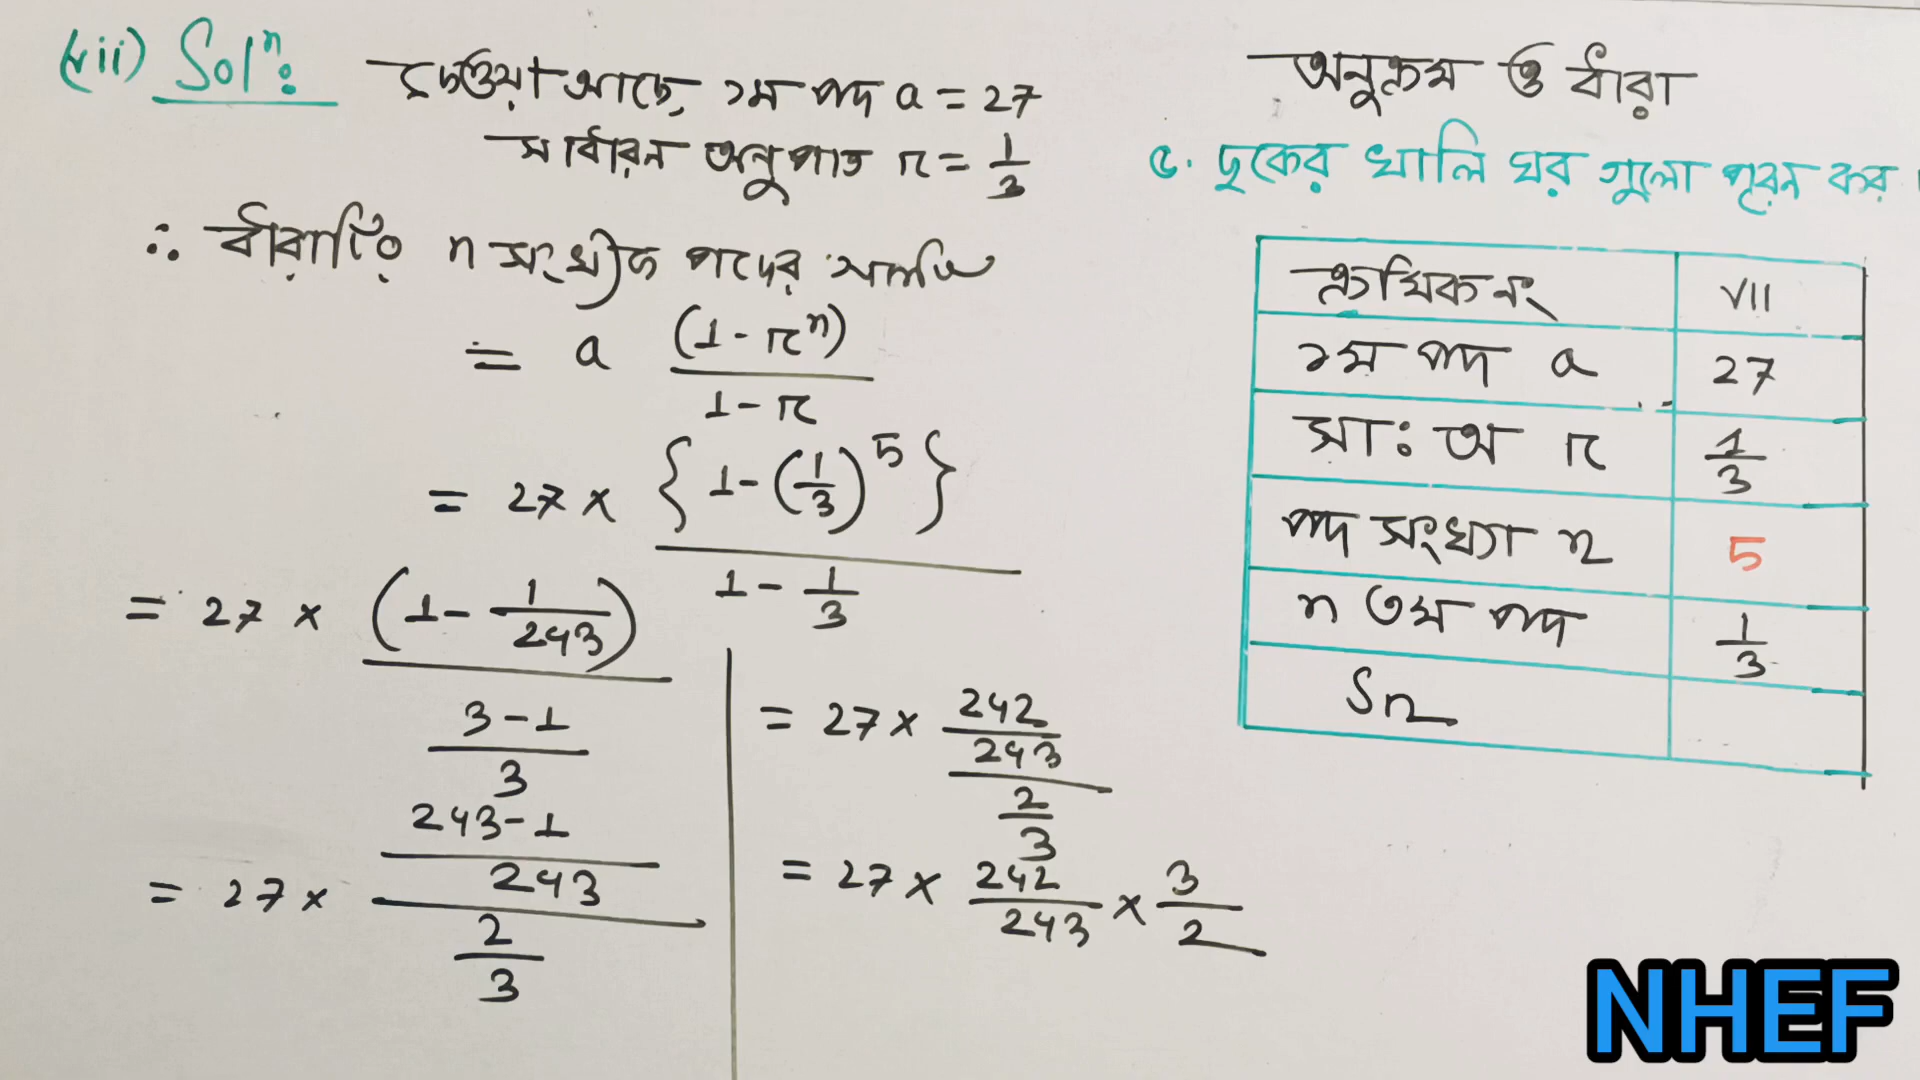 (vii) Solⁿ: দেওয়া আছে, ১ম পদ a = 27
সাধারন অনুপাত r = 1/3
∴ ধারাটির n সংখ্যক পদের সমষ্টি
= a (1 - rⁿ) / 1 - r
= 27 × {1 - (1/3)⁵} / 1 - 1/3
= 27 × (1 - 1/243) / 3 - 1 / 3
= 27 × 243 - 1 / 243 / 2/3
= 27 × 242/243 / 2/3
= 27 × 242/243 × 3/2
অনুক্রম ও ধারা
৫. ছকের খালি ঘর গুলো পূরন কর।
ক্রমিক নং VII
১ম পদ a 27
সাঃ অ r 1/3
পদ সংখ্যা n 5
n তম পদ 1/3
Sn
NHEF